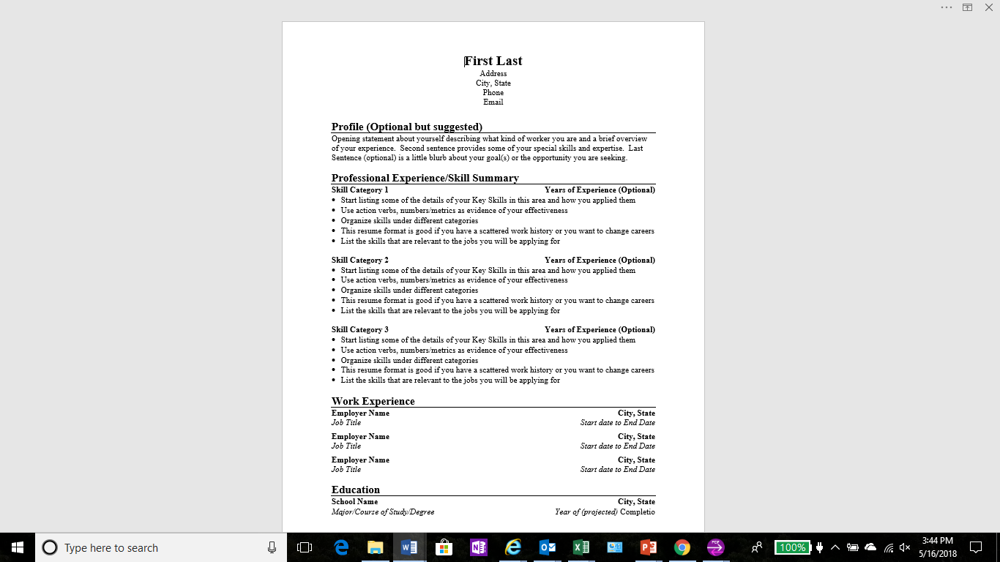 First Last
Address
City, State
Phone
Email
Profile (Optional but suggested)
Opening statement about yourself describing what kind of worker you are and a brief overview
of your experience.  Second sentence provides some of your special skills and expertise.  Last
Sentence (optional) is a little blurb about your goal(s) or the opportunity you are seeking.
Professional Experience/Skill Summary
Skill Category 1 Years of Experience (Optional)
• Start listing some of the details of your Key Skills in this area and how you applied them
• Use action verbs, numbers/metrics as evidence of your effectiveness
• Organize skills under different categories
• This resume format is good if you have a scattered work history or you want to change careers
• List the skills that are relevant to the jobs you will be applying for
Skill Category 2 Years of Experience (Optional)
• Start listing some of the details of your Key Skills in this area and how you applied them
• Use action verbs, numbers/metrics as evidence of your effectiveness
• Organize skills under different categories
• This resume format is good if you have a scattered work history or you want to change careers
• List the skills that are relevant to the jobs you will be applying for
Skill Category 3 Years of Experience (Optional)
• Start listing some of the details of your Key Skills in this area and how you applied them
• Use action verbs, numbers/metrics as evidence of your effectiveness
• Organize skills under different categories
• This resume format is good if you have a scattered work history or you want to change careers
• List the skills that are relevant to the jobs you will be applying for
Work Experience
Employer Name City, State
Job Title Start date to End Date
Employer Name City, State
Job Title Start date to End Date
Employer Name City, State
Job Title Start date to End Date
Education
School Name City, State
Major/Course of Study/Degree Year of (projected) Completio
Type here to search
100%
3:44 PM
5/16/2018